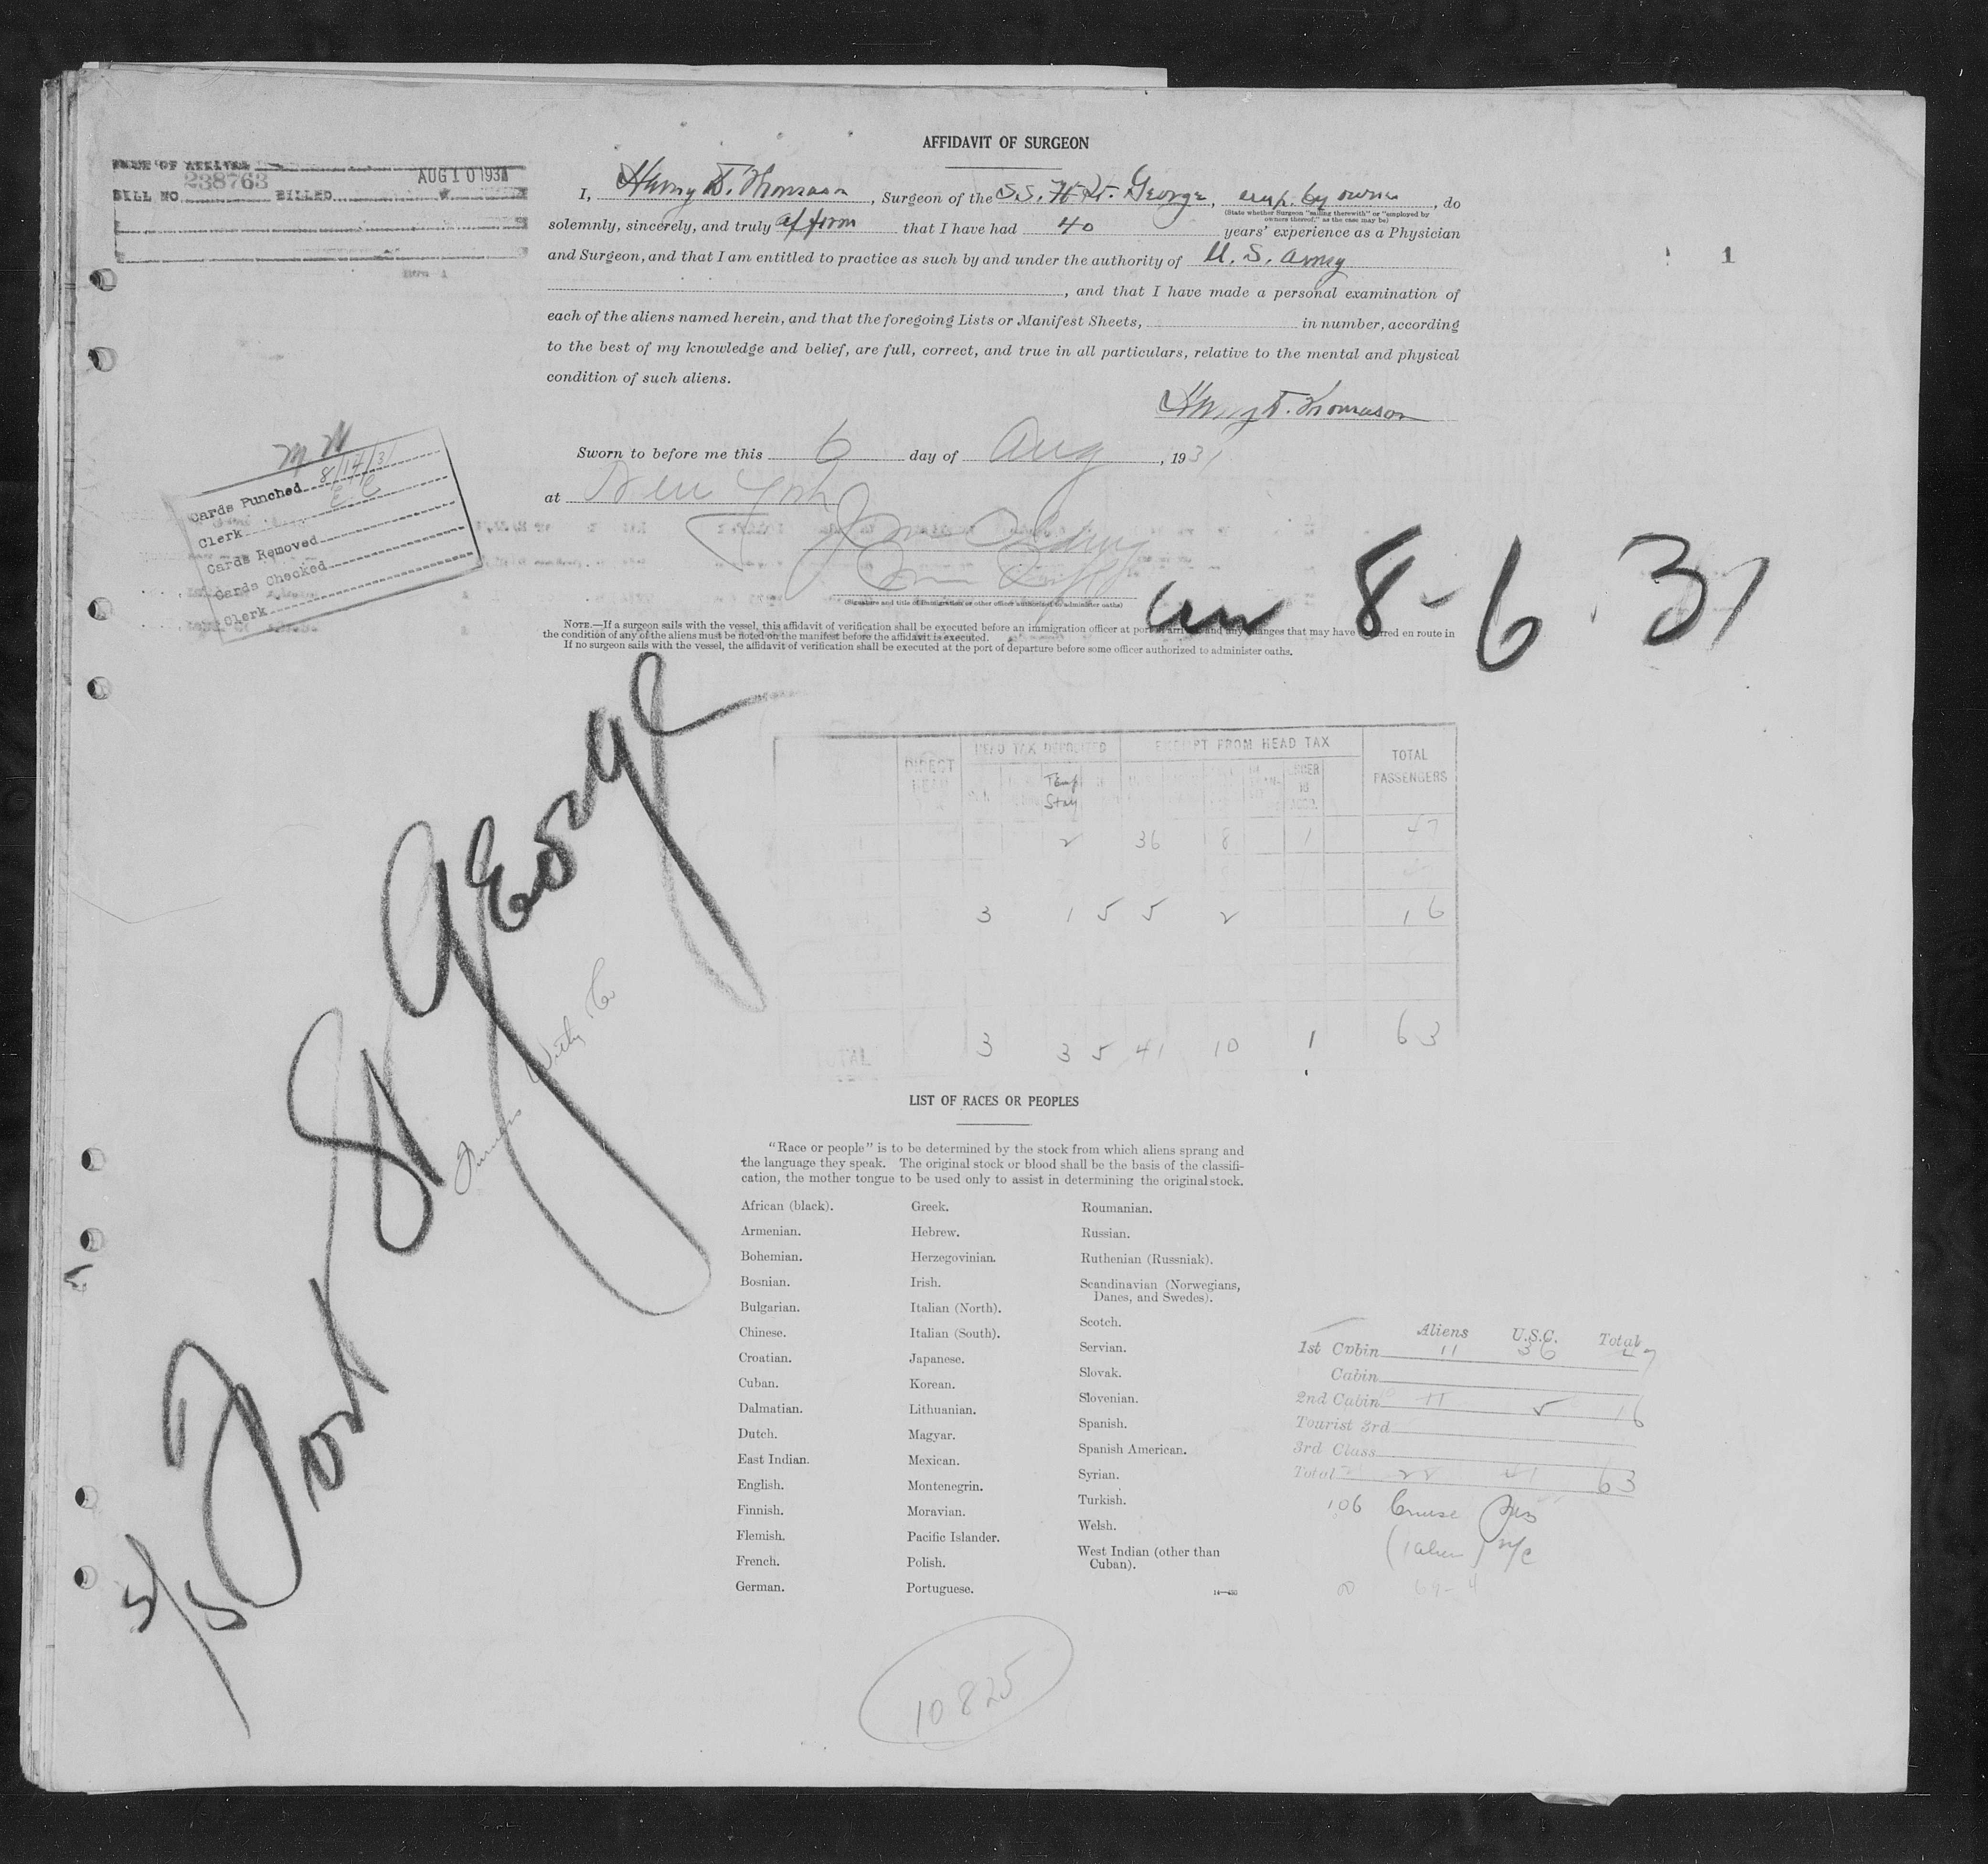 AFFIDAVIT OF SURGEON
BILL NO. 238763 BILLED AUG 10 1931
I, Harry D. Thomason, Surgeon of the S.S. Ft. St. George, emp. by owner, do
(State whether Surgeon "sailing therewith" or "employed by owners thereof," as the case may be)
solemnly, sincerely, and truly affirm that I have had 40 years' experience as a Physician
and Surgeon, and that I am entitled to practice as such by and under the authority of U. S. Army
, and that I have made a personal examination of
each of the aliens named herein, and that the foregoing Lists or Manifest Sheets, in number, according
to the best of my knowledge and belief, are full, correct, and true in all particulars, relative to the mental and physical
condition of such aliens.
1
Harry D. Thomason
Sworn to before me this 6 day of Aug, 1931
at New York
Cards Punched 8/14/31
Clerk
Cards Removed
Cards Checked
Clerk
(Signature and title of immigration or other officer authorized to administer oaths)
8-6-31
NOTE.—If a surgeon sails with the vessel, this affidavit of verification shall be executed before an immigration officer at port of arrival and any changes that may have occurred en route in
the condition of any of the aliens must be noted on the manifest before the affidavit is executed.
If no surgeon sails with the vessel, the affidavit of verification shall be executed at the port of departure before some officer authorized to administer oaths.
S/S Fort St George
HEAD TAX DEPOSITED EXEMPT FROM HEAD TAX TOTAL PASSENGERS
DIRECT Temp Stay UNDER 16
2 36 8 1 47
3 1 5 5 2 16
TOTAL 3 3 5 41 10 1 63
LIST OF RACES OR PEOPLES
"Race or people" is to be determined by the stock from which aliens sprang and
the language they speak. The original stock or blood shall be the basis of the classifi-
cation, the mother tongue to be used only to assist in determining the original stock.
African (black).
Armenian.
Bohemian.
Bosnian.
Bulgarian.
Chinese.
Croatian.
Cuban.
Dalmatian.
Dutch.
East Indian.
English.
Finnish.
Flemish.
French.
German.
Greek.
Hebrew.
Herzegovinian.
Irish.
Italian (North).
Italian (South).
Japanese.
Korean.
Lithuanian.
Magyar.
Mexican.
Montenegrin.
Moravian.
Pacific Islander.
Polish.
Portuguese.
Roumanian.
Russian.
Ruthenian (Russniak).
Scandinavian (Norwegians,
Danes, and Swedes).
Scotch.
Servian.
Slovak.
Slovenian.
Spanish.
Spanish American.
Syrian.
Turkish.
Welsh.
West Indian (other than
Cuban).
Aliens U.S.C. Total
1st Cabin 11 36 47
Cabin
2nd Cabin 11 5 16
Tourist 3rd
3rd Class
Total 22 41 63
106 Cruise
10825